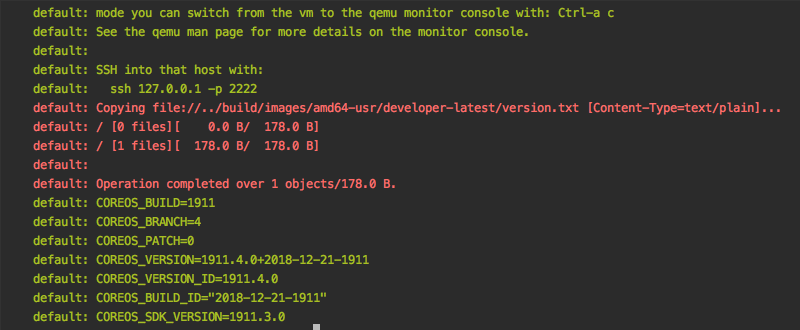 default: mode you can switch from the vm to the qemu monitor console with: Ctrl-a c
default: See the qemu man page for more details on the monitor console.
default:
default: SSH into that host with:
default:   ssh 127.0.0.1 -p 2222
default: Copying file://../build/images/amd64-usr/developer-latest/version.txt [Content-Type=text/plain]...
default: / [0 files][    0.0 B/  178.0 B]
default: / [1 files][  178.0 B/  178.0 B]
default:
default: Operation completed over 1 objects/178.0 B.
default: COREOS_BUILD=1911
default: COREOS_BRANCH=4
default: COREOS_PATCH=0
default: COREOS_VERSION=1911.4.0+2018-12-21-1911
default: COREOS_VERSION_ID=1911.4.0
default: COREOS_BUILD_ID="2018-12-21-1911"
default: COREOS_SDK_VERSION=1911.3.0